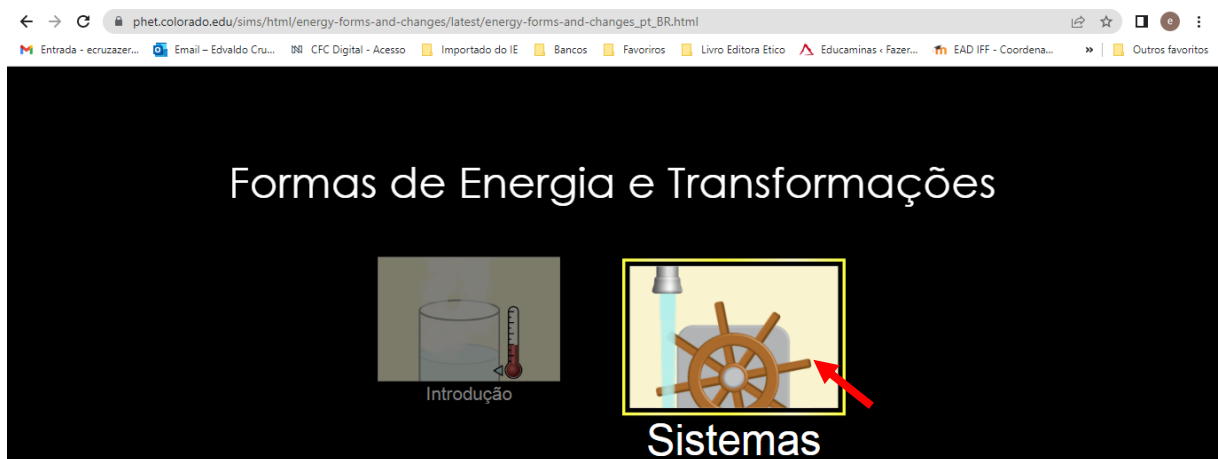 phet.colorado.edu/sims/html/energy-forms-and-changes/latest/energy-forms-and-changes_pt_BR.html
Entrada - ecruzazer... Email – Edvaldo Cru... CFC Digital - Acesso Importado do IE Bancos Favoriros Livro Editora Etico Educaminas ‹ Fazer... EAD IFF - Coordena... » Outros favoritos
Formas de Energia e Transformações
Introdução
Sistemas